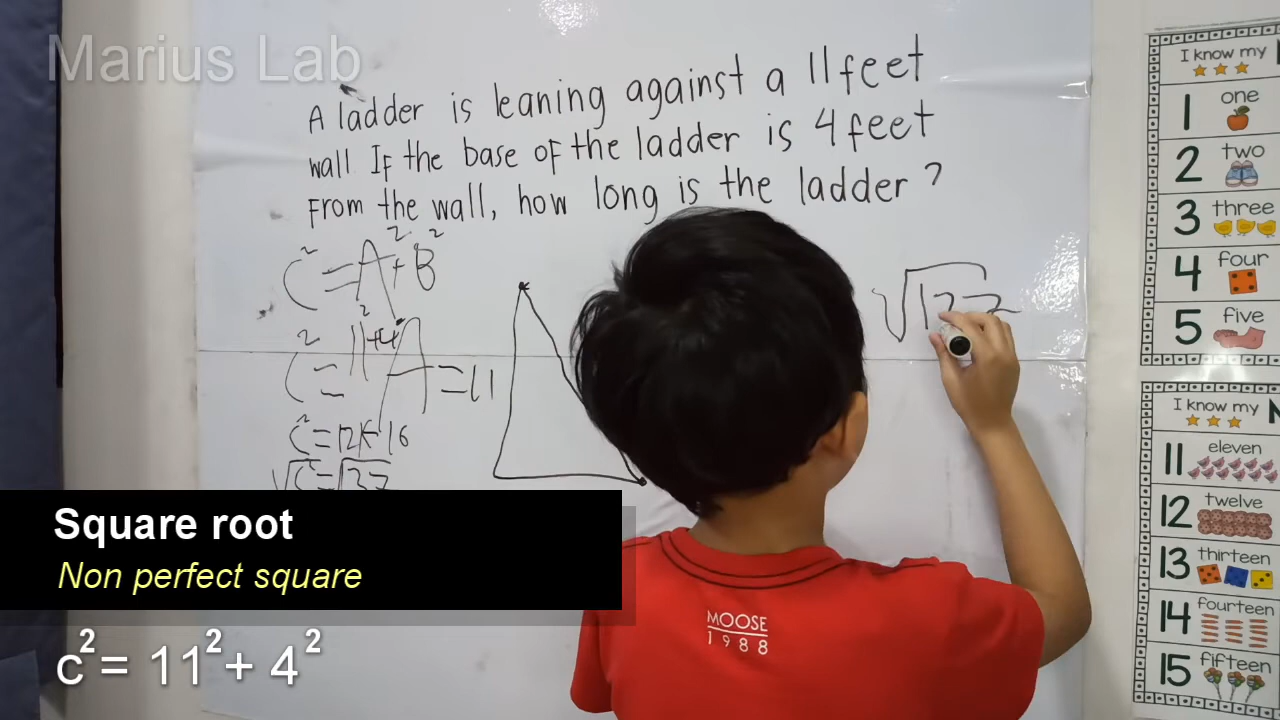 Marius Lab
A ladder is leaning against a 11 feet
wall. If the base of the ladder is 4 feet
from the wall, how long is the ladder?
C² = A² + B²
C² = 11² + 4²
A = 11
C² = 121 + 16
√C² = √137
√137
Square root
Non perfect square
c² = 11² + 4²
MOOSE
1988
I know my
1 one
2 two
3 three
4 four
5 five
I know my
11 eleven
12 twelve
13 thirteen
14 fourteen
15 fifteen